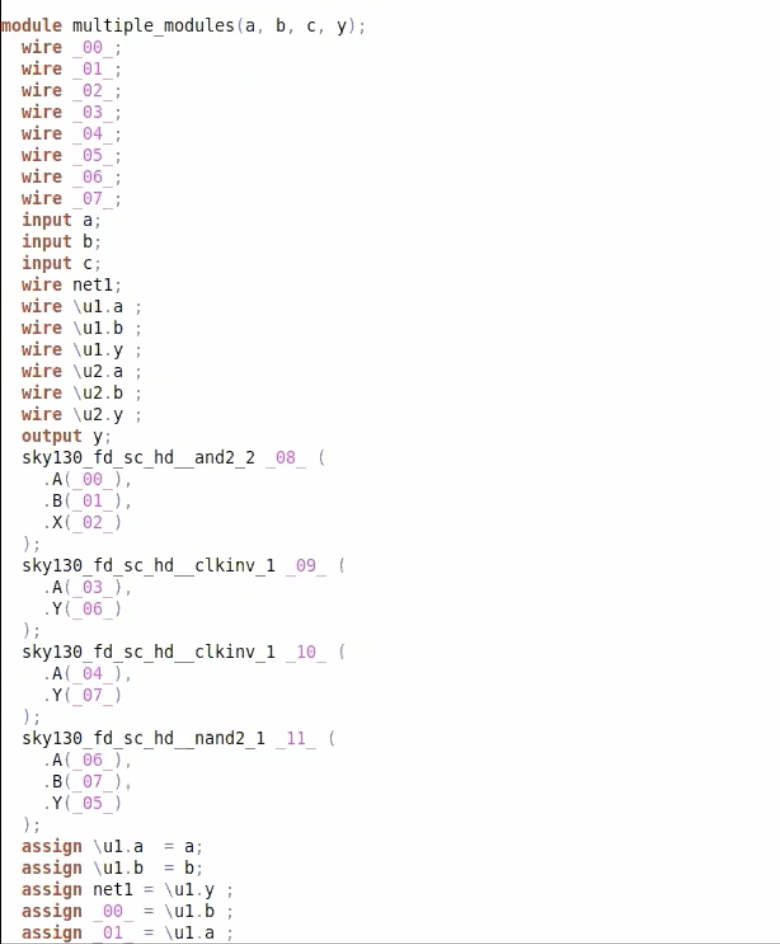 module multiple_modules(a, b, c, y);
  wire _00_;
  wire _01_;
  wire _02_;
  wire _03_;
  wire _04_;
  wire _05_;
  wire _06_;
  wire _07_;
  input a;
  input b;
  input c;
  wire net1;
  wire \u1.a ;
  wire \u1.b ;
  wire \u1.y ;
  wire \u2.a ;
  wire \u2.b ;
  wire \u2.y ;
  output y;
  sky130_fd_sc_hd__and2_2 _08_ (
    .A(_00_),
    .B(_01_),
    .X(_02_)
  );
  sky130_fd_sc_hd__clkinv_1 _09_ (
    .A(_03_),
    .Y(_06_)
  );
  sky130_fd_sc_hd__clkinv_1 _10_ (
    .A(_04_),
    .Y(_07_)
  );
  sky130_fd_sc_hd__nand2_1 _11_ (
    .A(_06_),
    .B(_07_),
    .Y(_05_)
  );
  assign \u1.a  = a;
  assign \u1.b  = b;
  assign net1 = \u1.y ;
  assign _00_ = \u1.b ;
  assign _01_ = \u1.a ;